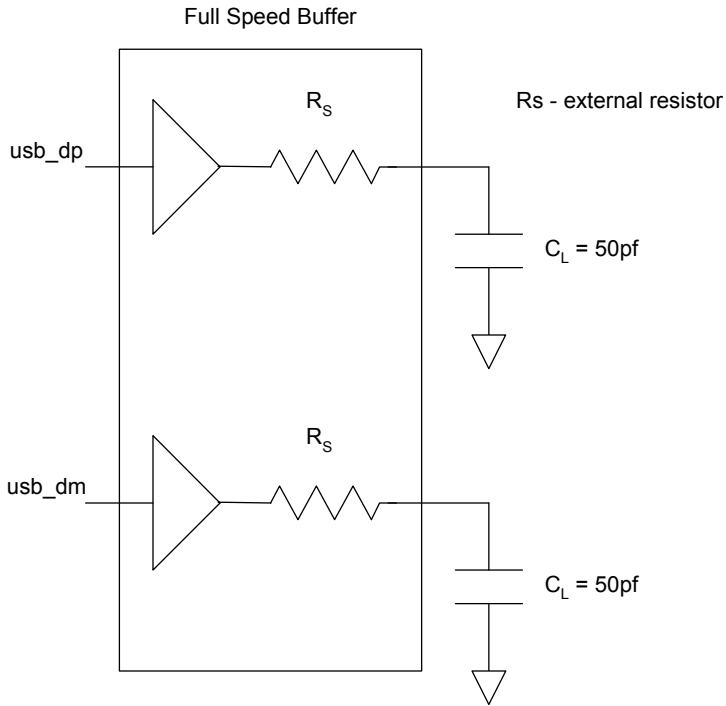 Full Speed Buffer
R_S
Rs - external resistor
usb_dp
C_L = 50pf
R_S
usb_dm
C_L = 50pf